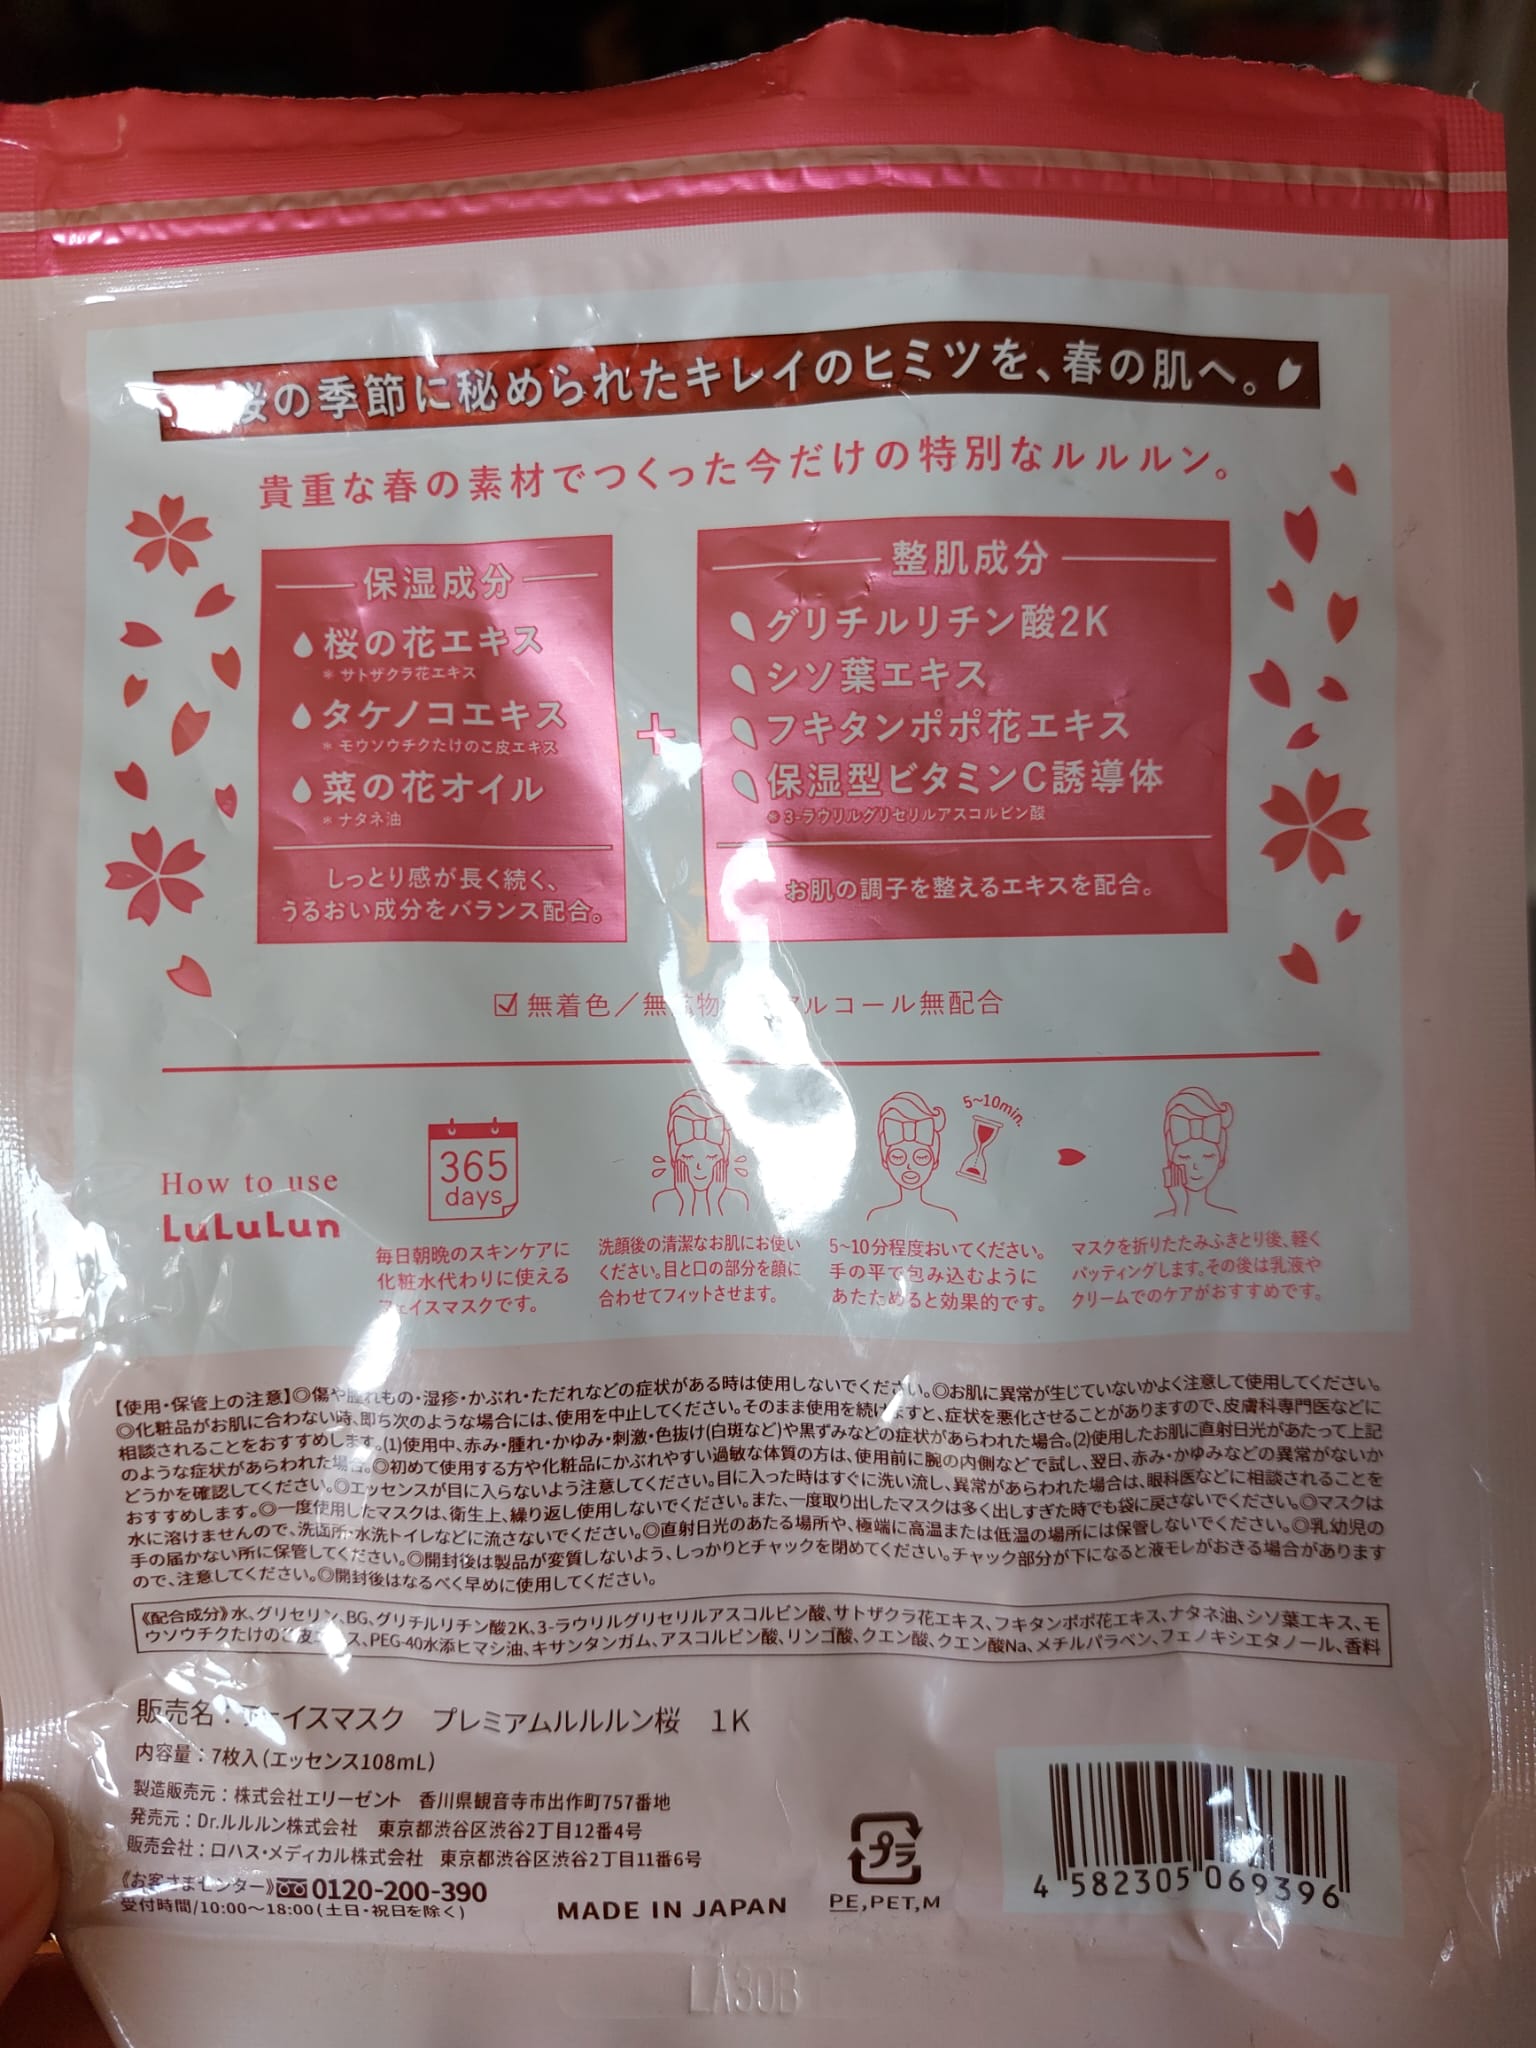 の季節に秘められたキレイのヒミツを、春の肌へ。
貴重な春の素材でつくった今だけの特別なルルルン。
保湿成分
桜の花エキス
＊サトザクラ花エキス
タケノコエキス
＊モウソウチクたけのこ皮エキス
菜の花オイル
＊ナタネ油
しっとり感が長く続く、
うるおい成分をバランス配合。
+
整肌成分
グリチルリチン酸2K
シソ葉エキス
フキタンポポ花エキス
保湿型ビタミンC誘導体
＊3-ラウリルグリセリルアスコルビン酸
お肌の調子を整えるエキスを配合。
無着色／無 物 ルコール無配合
How to use
LuLuLun
365
days
毎日朝晩のスキンケアに
化粧水代わりに使える
フェイスマスクです。
洗顔後の清潔なお肌にお使い
ください。目と口の部分を顔に
合わせてフィットさせます。
5~10min.
5~10分程度おいてください。
手の平で包み込むように
あたためると効果的です。
マスクを折りたたみふきとり後、軽く
パッティングします。その後は乳液や
クリームでのケアがおすすめです。
【使用・保管上の注意】◎傷や腫れもの・湿疹・かぶれ・ただれなどの症状がある時は使用しないでください。◎お肌に異常が生じていないかよく注意して使用してください。
◎化粧品がお肌に合わない時、即ち次のような場合には、使用を中止してください。そのまま使用を続けますと、症状を悪化させることがありますので、皮膚科専門医などに
相談されることをおすすめします。(1)使用中、赤み・腫れ・かゆみ・刺激・色抜け(白斑など)や黒ずみなどの症状があらわれた場合。(2)使用したお肌に直射日光があたって上記
のような症状があらわれた場合。◎初めて使用する方や化粧品にかぶれやすい過敏な体質の方は、使用前に腕の内側などで試し、翌日、赤み・かゆみなどの異常がないか
どうかを確認してください。◎エッセンスが目に入らないよう注意してください。目に入った時はすぐに洗い流し、異常があらわれた場合は、眼科医などに相談されることを
おすすめします。◎一度使用したマスクは、衛生上、繰り返し使用しないでください。また、一度取り出したマスクは多く出しすぎた時でも袋に戻さないでください。◎マスクは
水に溶けませんので、洗面所・水洗トイレなどに流さないでください。◎直射日光のあたる場所や、極端に高温または低温の場所には保管しないでください。◎乳幼児の
手の届かない所に保管してください。◎開封後は製品が変質しないよう、しっかりとチャックを閉めてください。チャック部分が下になると液モレがおきる場合があります
ので、注意してください。◎開封後はなるべく早めに使用してください。
《配合成分》水、グリセリン、BG、グリチルリチン酸2K、3-ラウリルグリセリルアスコルビン酸、サトザクラ花エキス、フキタンポポ花エキス、ナタネ油、シソ葉エキス、モ
ウソウチクたけのこ皮エキス、PEG-40水添ヒマシ油、キサンタンガム、アスコルビン酸、リンゴ酸、クエン酸、クエン酸Na、メチルパラベン、フェノキシエタノール、香料
販売名：フェイスマスク プレミアムルルルン桜 1K
内容量：7枚入(エッセンス108mL)
製造販売元：株式会社エリーゼント 香川県観音寺市出作町757番地
発売元：Dr.ルルルン株式会社 東京都渋谷区渋谷2丁目12番4号
販売会社：ロハス・メディカル株式会社 東京都渋谷区渋谷2丁目11番6号
《お客さまセンター》0120-200-390
受付時間/10:00～18:00(土日・祝日を除く)
MADE IN JAPAN
プラ
PE,PET,M
4 582305 069396
LASOB